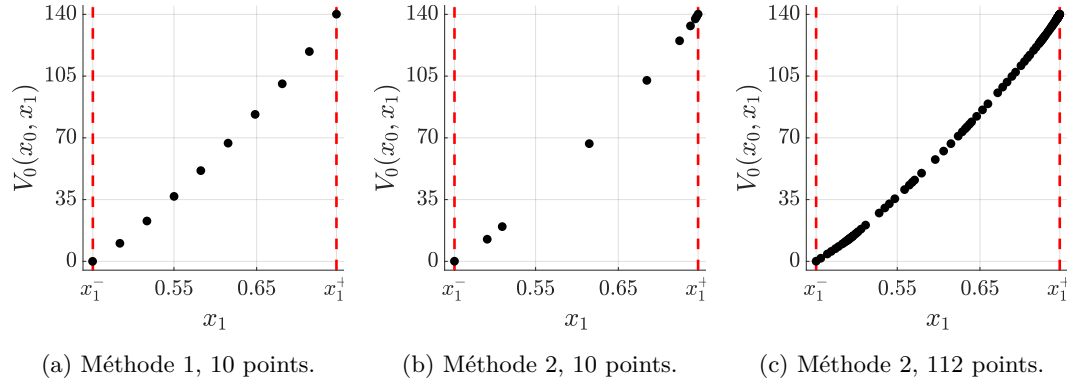 140
105
70
35
0
V_0(x_0, x_1)
x_1^- 0.55 0.65 x_1^+
x_1
(a) Méthode 1, 10 points.
140
105
70
35
0
V_0(x_0, x_1)
x_1^- 0.55 0.65 x_1^+
x_1
(b) Méthode 2, 10 points.
140
105
70
35
0
V_0(x_0, x_1)
x_1^- 0.55 0.65 x_1^+
x_1
(c) Méthode 2, 112 points.